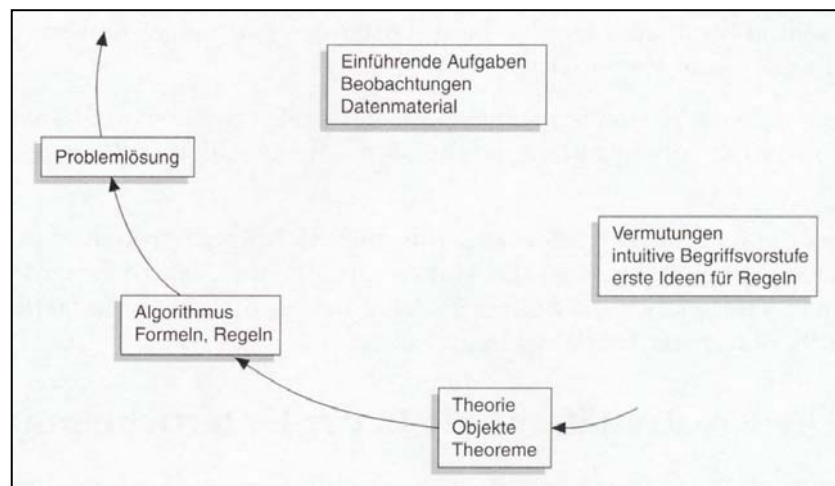 Einführende Aufgaben
Beobachtungen
Datenmaterial
Problemlösung
Vermutungen
intuitive Begriffsvorstufe
erste Ideen für Regeln
Algorithmus
Formeln, Regeln
Theorie
Objekte
Theoreme